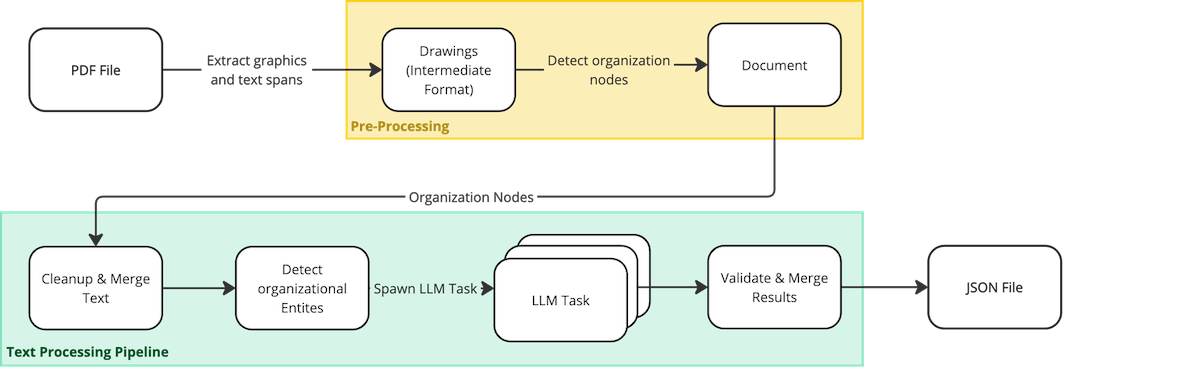 PDF File
Extract graphics
and text spans
Drawings
(Intermediate
Format)
Detect organization
nodes
Document
Pre-Processing
Organization Nodes
Cleanup & Merge
Text
Detect
organizational
Entites
Spawn LLM Task
LLM Task
Validate & Merge
Results
JSON File
Text Processing Pipeline